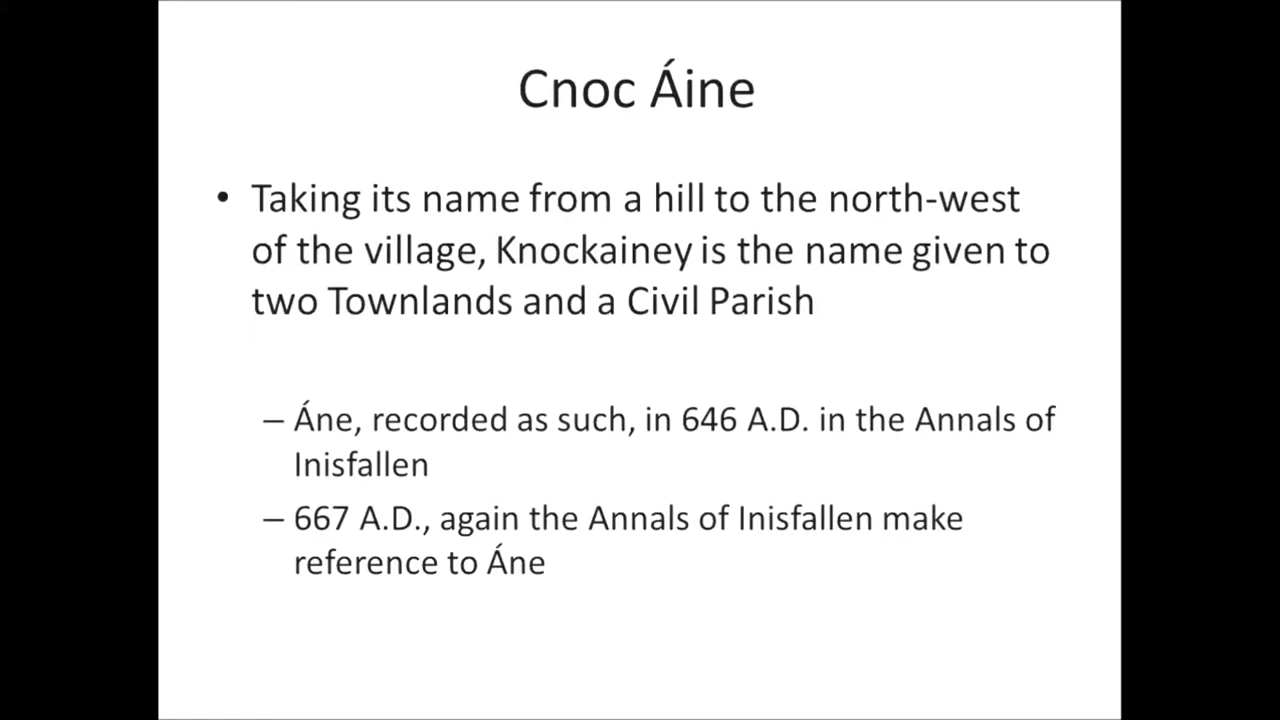 Cnoc Áine
• Taking its name from a hill to the north-west
of the village, Knockainey is the name given to
two Townlands and a Civil Parish
– Áne, recorded as such, in 646 A.D. in the Annals of
Inisfallen
– 667 A.D., again the Annals of Inisfallen make
reference to Áne